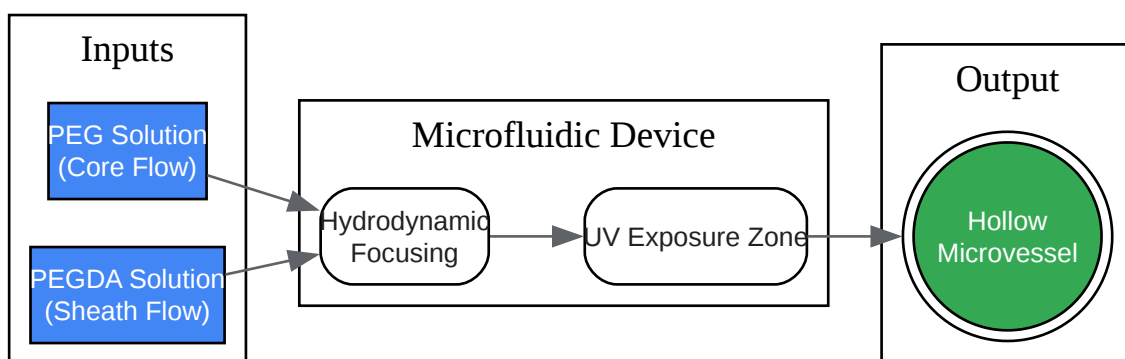 Inputs
PEG Solution
(Core Flow)
PEGDA Solution
(Sheath Flow)
Microfluidic Device
Hydrodynamic
Focusing
UV Exposure Zone
Output
Hollow
Microvessel